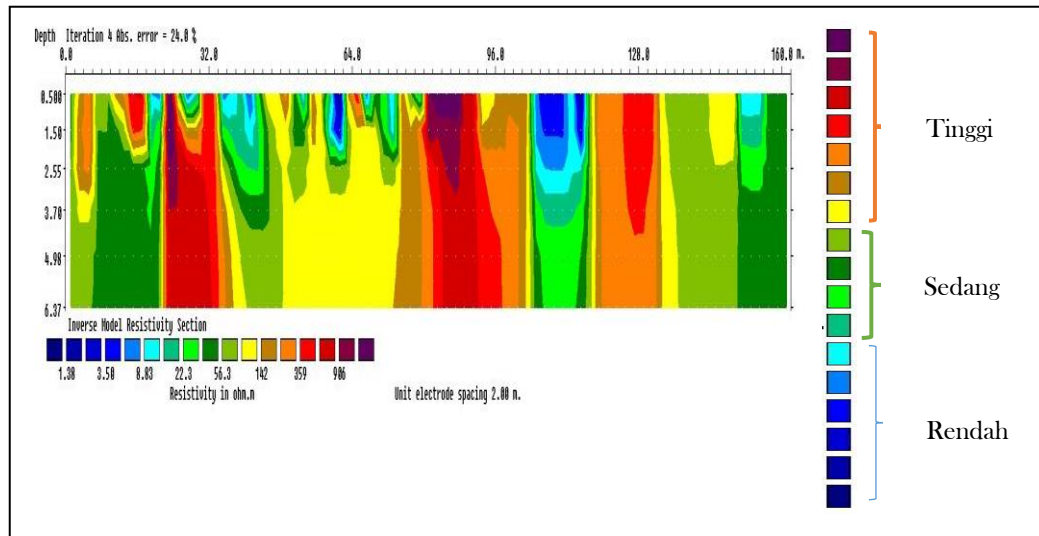 Depth Iteration 4 Abs. error = 24.0 %
0.0 32.0 64.0 96.0 128.0 160.0 m.
0.500
1.50
2.55
3.70
4.98
6.37
Inverse Model Resistivity Section
1.38 3.50 8.83 22.3 56.3 142 359 906
Resistivity in ohm.m Unit electrode spacing 2.00 m.
Tinggi
Sedang
Rendah